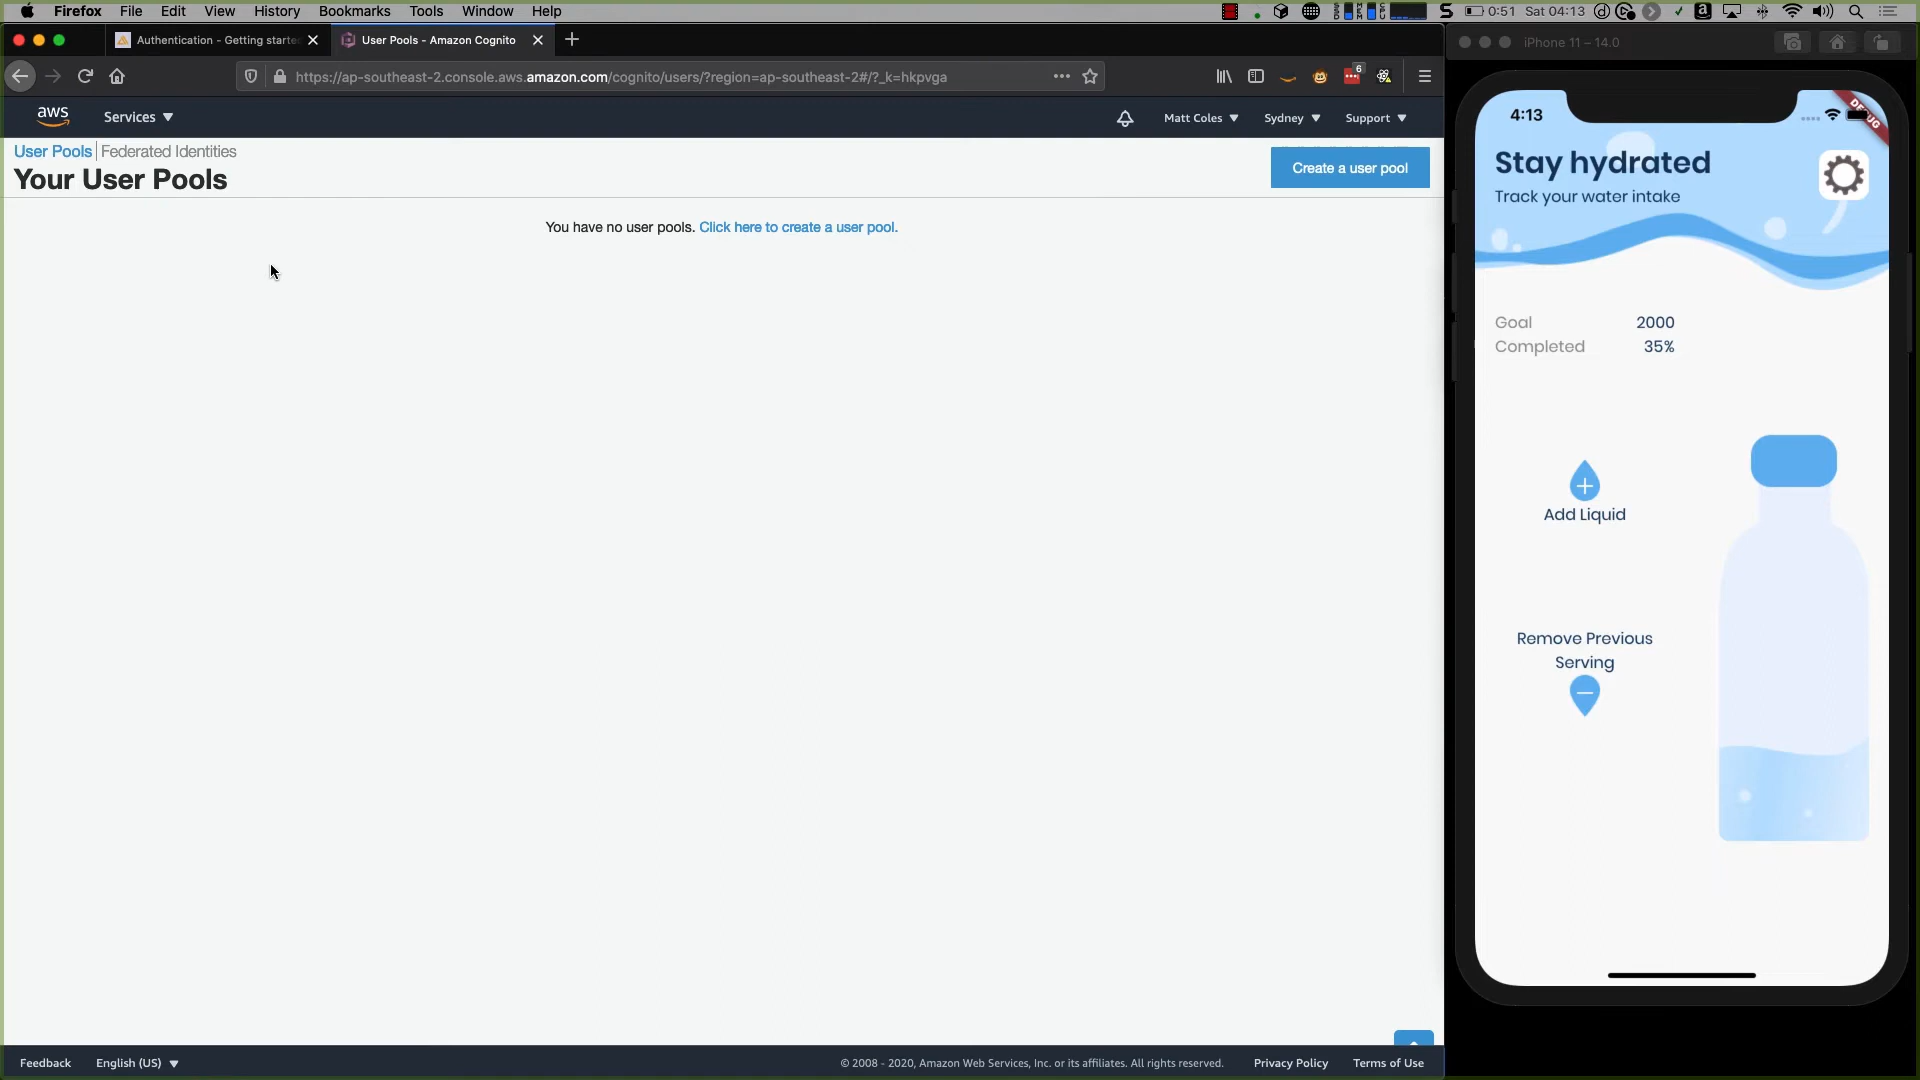 Firefox File Edit View History Bookmarks Tools Window Help
0:51 Sat 04:13
Authentication - Getting starte
User Pools - Amazon Cognito
iPhone 11 – 14.0
https://ap-southeast-2.console.aws.amazon.com/cognito/users/?region=ap-southeast-2#/?_k=hkpvga
6
aws Services Matt Coles Sydney Support
User Pools Federated Identities
Your User Pools
Create a user pool
You have no user pools. Click here to create a user pool.
4:13
DEBUG
Stay hydrated
Track your water intake
Goal 2000
Completed 35%
Add Liquid
Remove Previous
Serving
Feedback English (US) © 2008 - 2020, Amazon Web Services, Inc. or its affiliates. All rights reserved. Privacy Policy Terms of Use